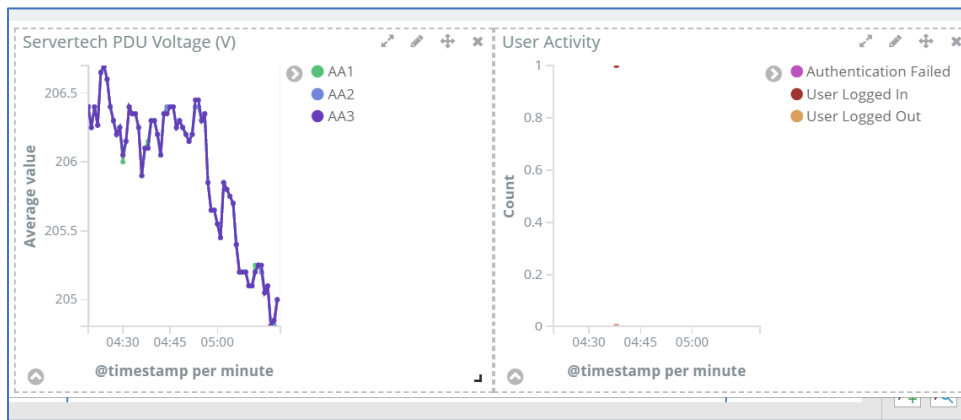 Servertech PDU Voltage (V)
AA1
AA2
AA3
206.5
206
205.5
205
Average value
04:30 04:45 05:00
@timestamp per minute
User Activity
Authentication Failed
User Logged In
User Logged Out
1
0.8
0.6
0.4
0.2
0
Count
04:30 04:45 05:00
@timestamp per minute